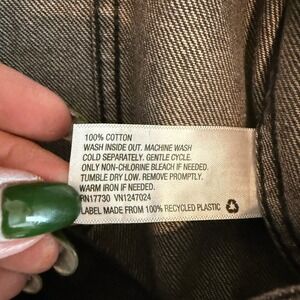 100% COTTON
WASH INSIDE OUT. MACHINE WASH
COLD SEPARATELY. GENTLE CYCLE.
ONLY NON-CHLORINE BLEACH IF NEEDED.
TUMBLE DRY LOW. REMOVE PROMPTLY.
WARM IRON IF NEEDED.
RN17730 VN1247024
LABEL MADE FROM 100% RECYCLED PLASTIC